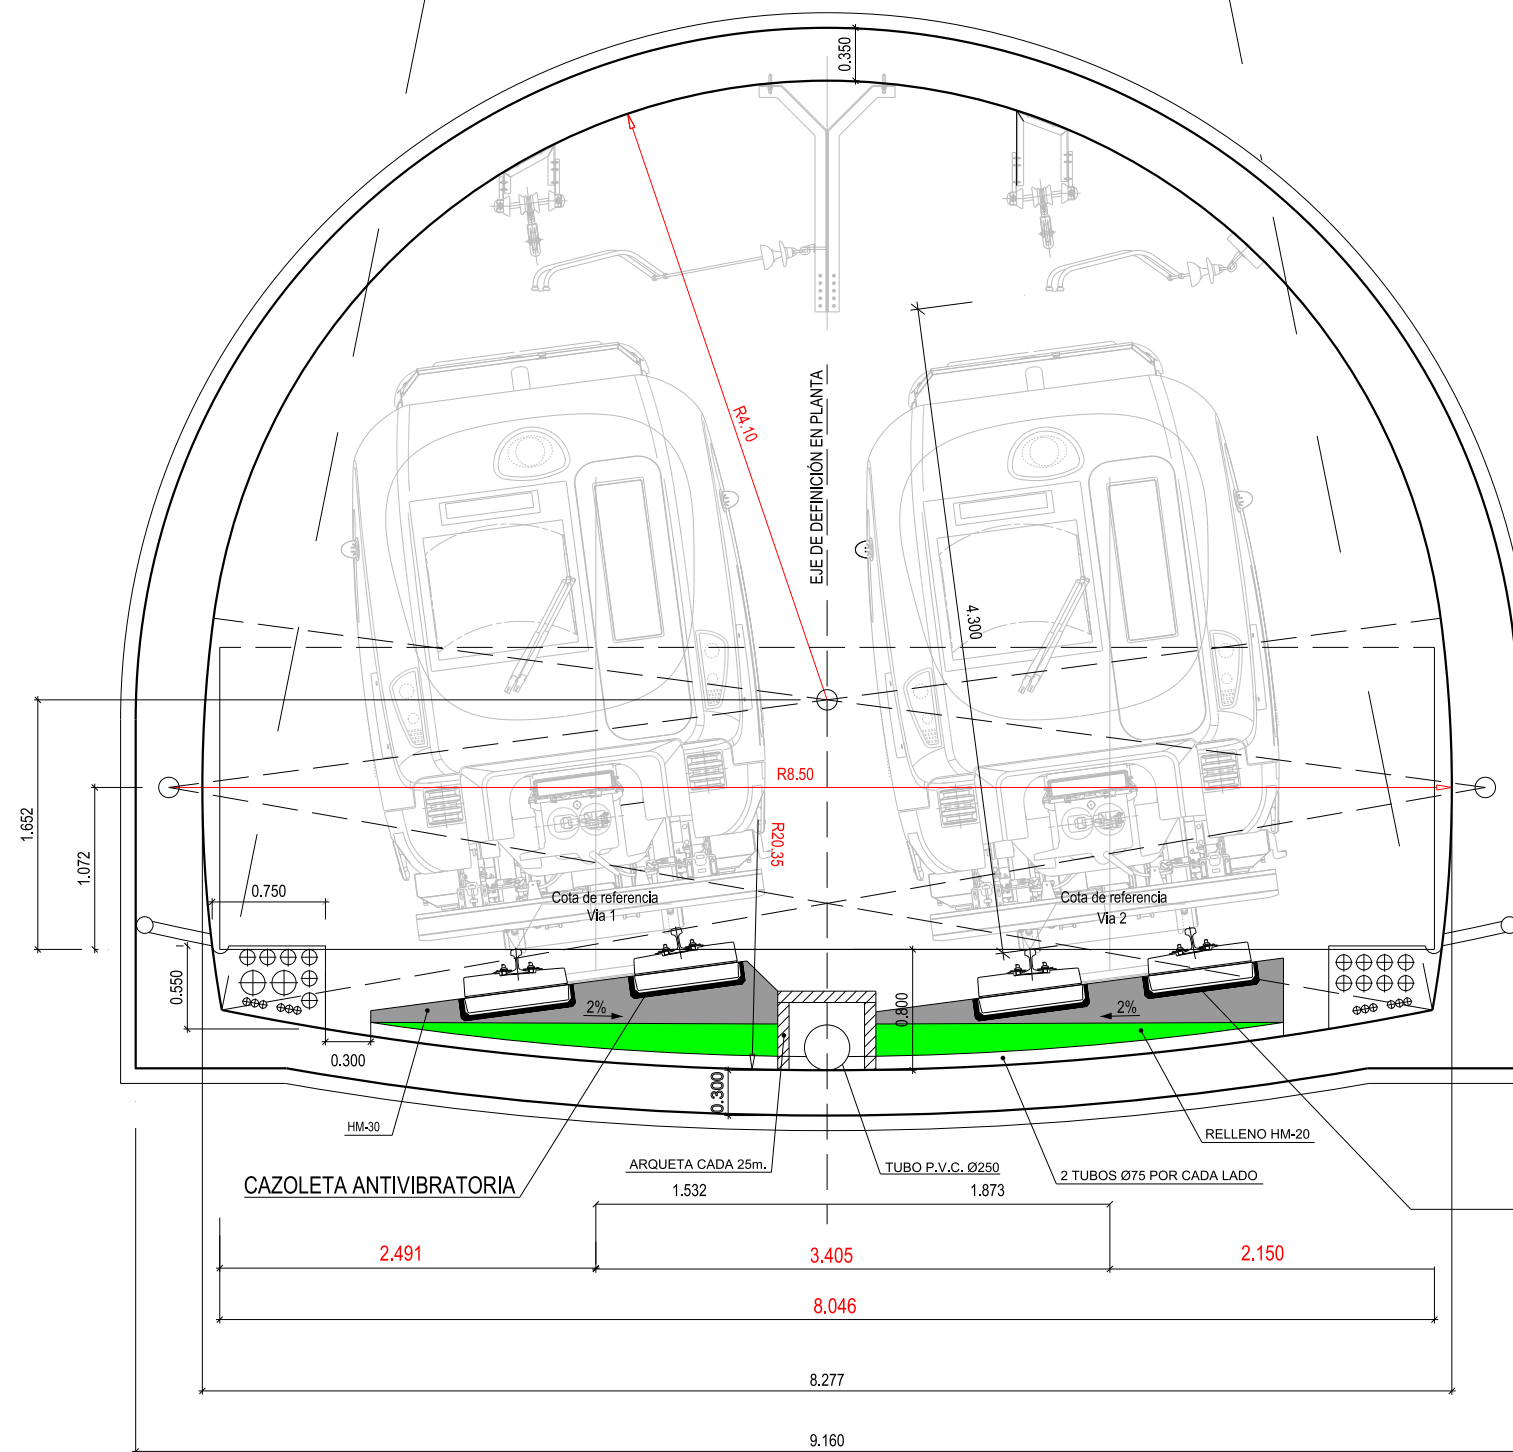 0.350
R4.10
EJE DE DEFINICIÓN EN PLANTA
4.300
R8.50
1.652
1.072
R20,35
0.750
Cota de referencia
Via 1
Cota de referencia
Via 2
0.550
2%
0.800
2%
0.300
0.300
HM-30
RELLENO HM-20
ARQUETA CADA 25m.
TUBO P.V.C. Ø250
2 TUBOS Ø75 POR CADA LADO
CAZOLETA ANTIVIBRATORIA
1.532
1.873
2.491
3.405
2.150
8.046
8.277
9.160